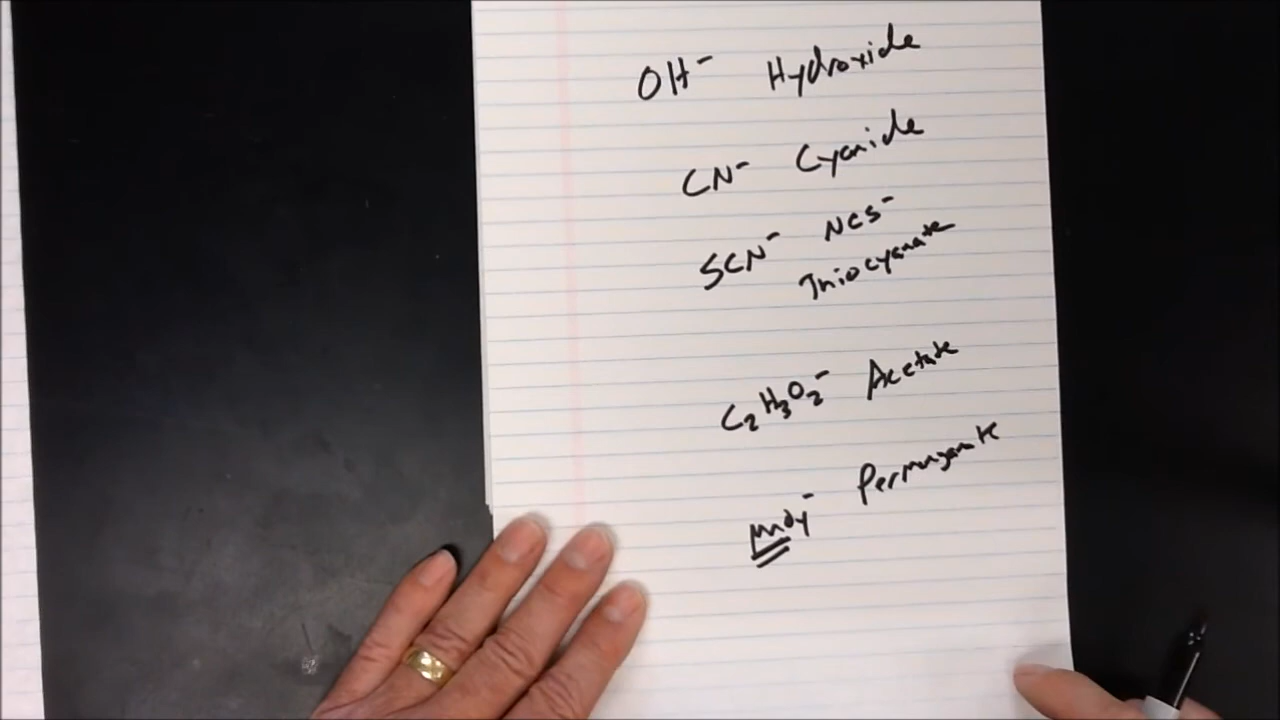 OH⁻ Hydroxide
CN⁻ Cyanide
SCN⁻ NCS⁻
Thiocyanate
C₂H₃O₂⁻ Acetate
MnO₄⁻ Permanganate